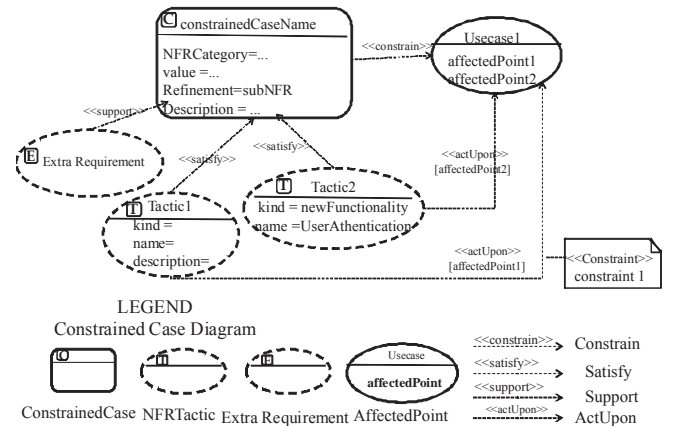 C constrainedCaseName
NFRCategory=...
value =...
Refinement=subNFR
Description = ...
<<constrain>>
Usecase1
affectedPoint1
affectedPoint2
<<support>>
E Extra Requirement
<<satisfy>>
<<satisfy>>
T Tactic1
kind =
name=
description=
T Tactic2
kind = newFunctionality
name =UserAthentication
<<actUpon>>
[affectedPoint2]
<<actUpon>>
[affectedPoint1]
<<Constraint>>
constraint 1
LEGEND
Constrained Case Diagram
C
T
E
Usecase
affectedPoint
ConstrainedCase
NFRTactic
Extra Requirement
AffectedPoint
<<constrain>>
Constrain
<<satisfy>>
Satisfy
<<support>>
Support
<<actUpon>>
ActUpon